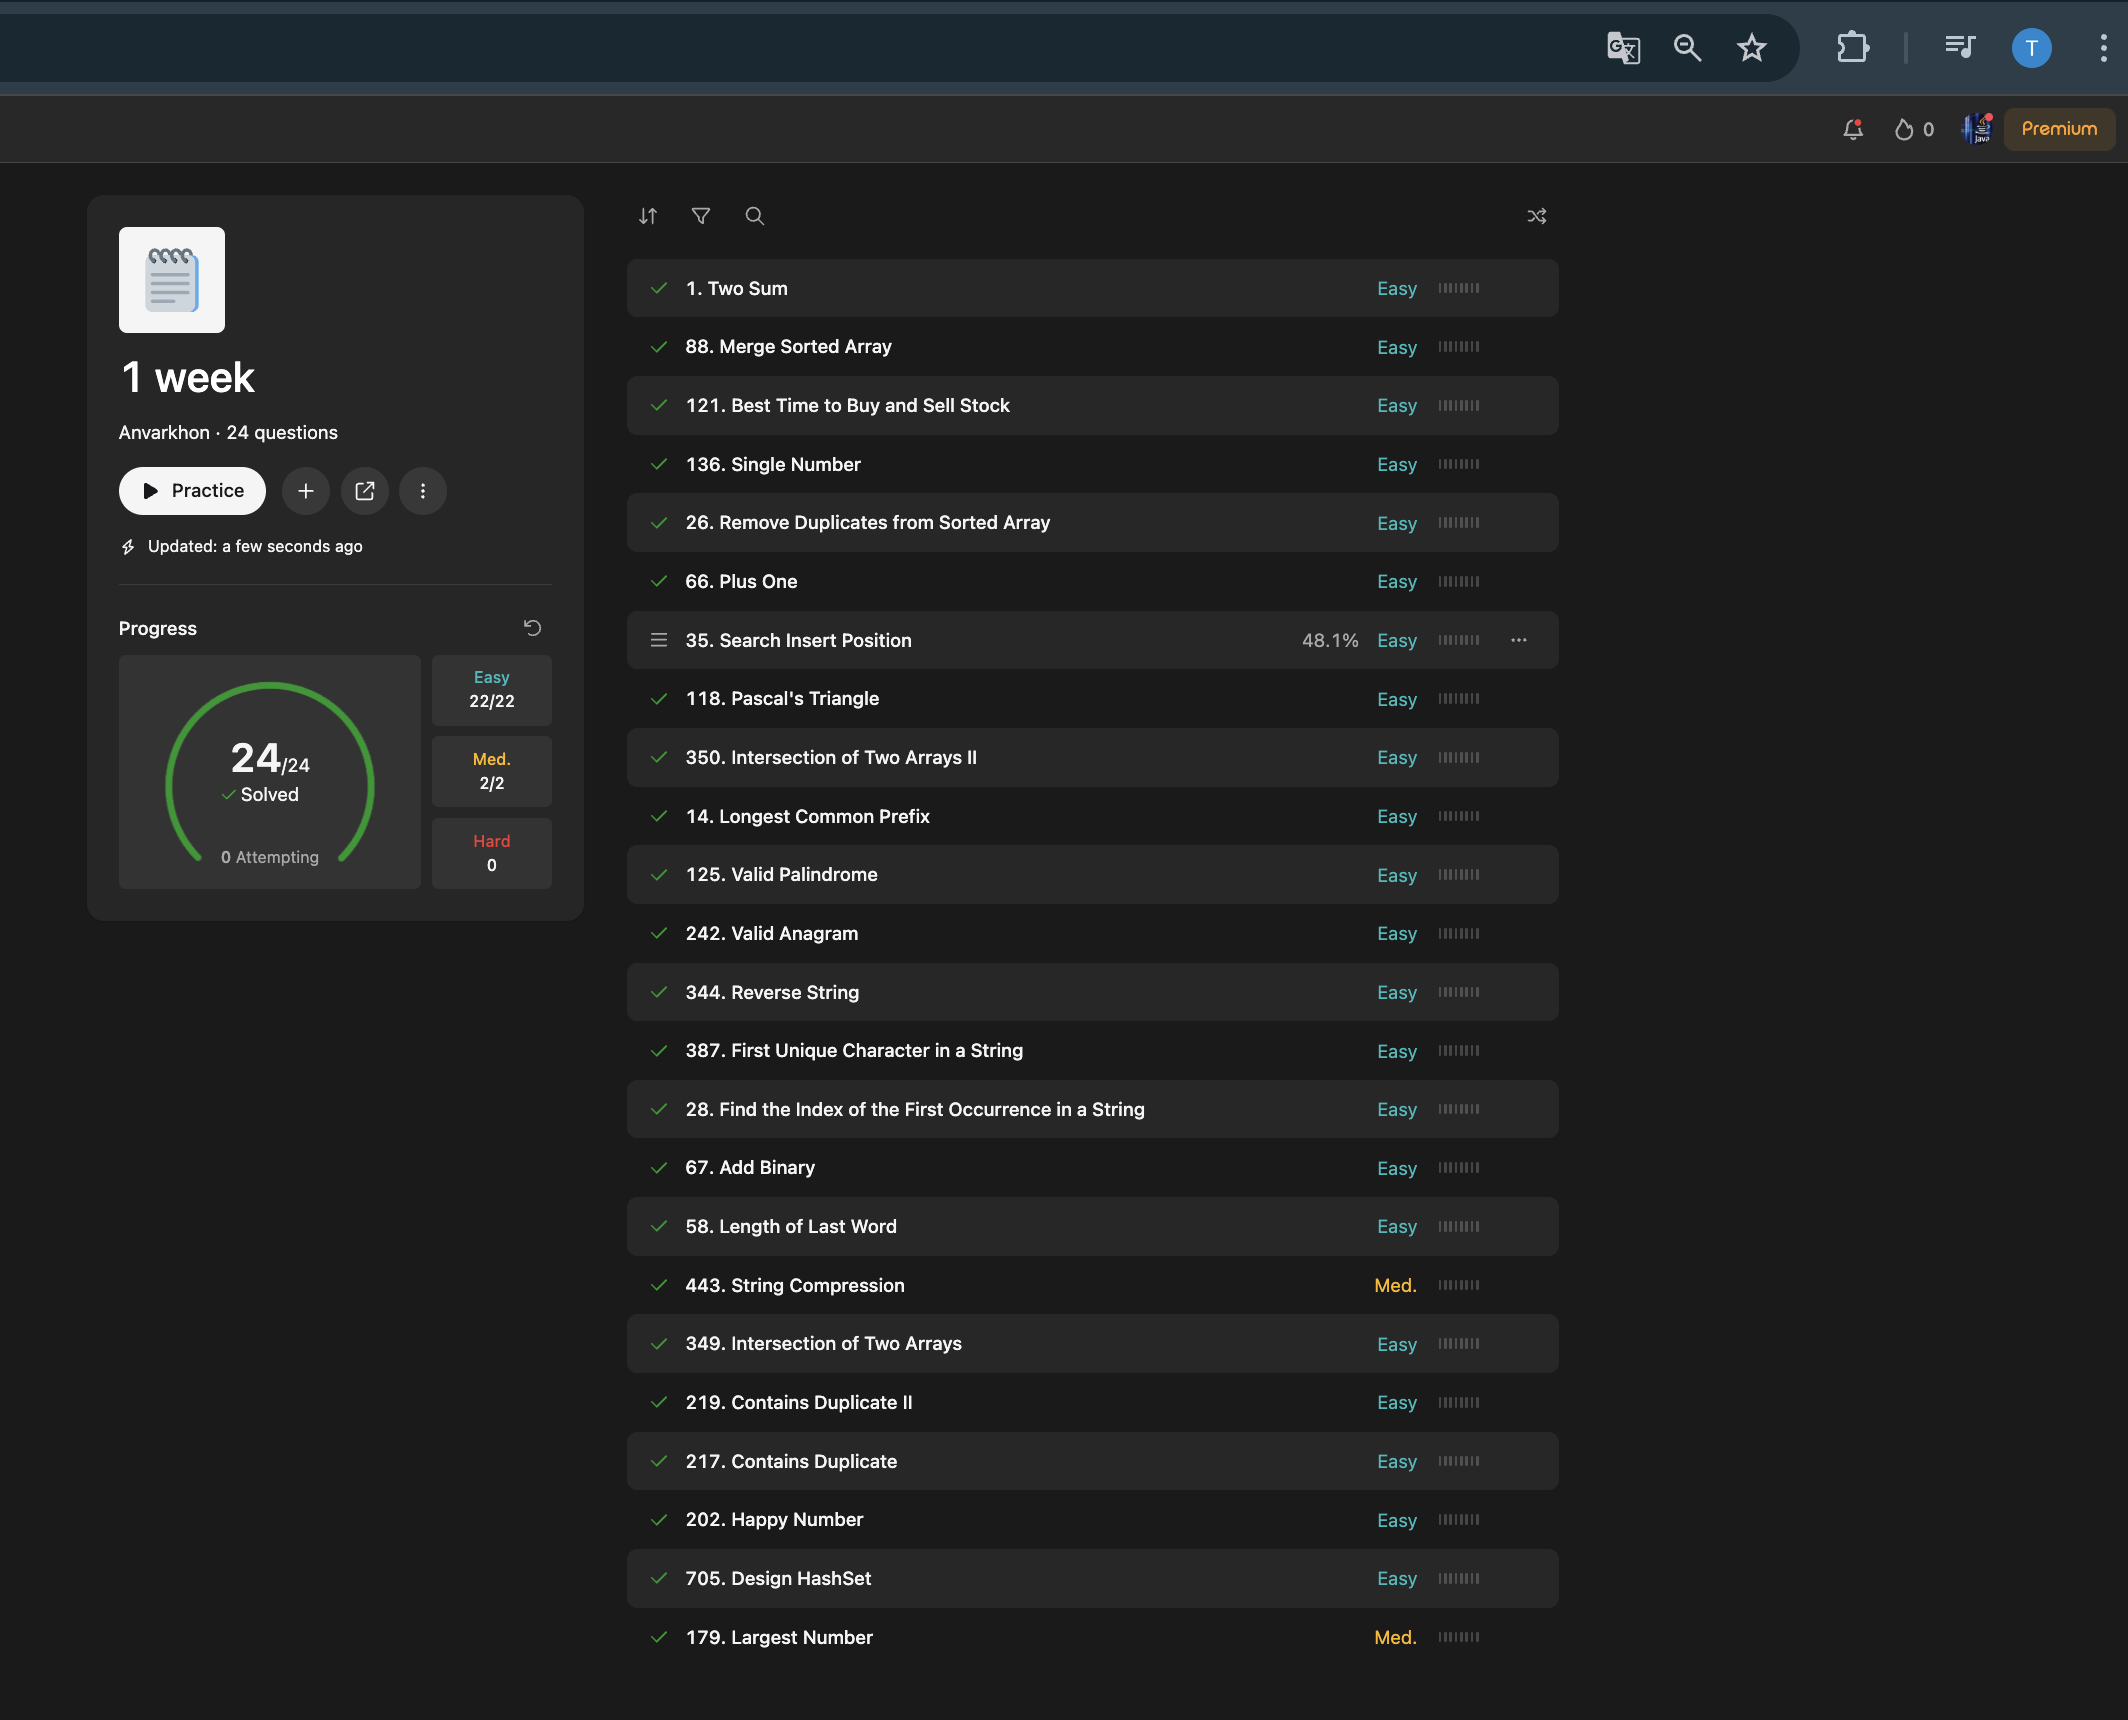 T
0
Java
Premium
1 week
Anvarkhon · 24 questions
Practice
Updated: a few seconds ago
Progress
24/24
Solved
0 Attempting
Easy
22/22
Med.
2/2
Hard
0
1. Two Sum Easy
88. Merge Sorted Array Easy
121. Best Time to Buy and Sell Stock Easy
136. Single Number Easy
26. Remove Duplicates from Sorted Array Easy
66. Plus One Easy
35. Search Insert Position 48.1% Easy
118. Pascal's Triangle Easy
350. Intersection of Two Arrays II Easy
14. Longest Common Prefix Easy
125. Valid Palindrome Easy
242. Valid Anagram Easy
344. Reverse String Easy
387. First Unique Character in a String Easy
28. Find the Index of the First Occurrence in a String Easy
67. Add Binary Easy
58. Length of Last Word Easy
443. String Compression Med.
349. Intersection of Two Arrays Easy
219. Contains Duplicate II Easy
217. Contains Duplicate Easy
202. Happy Number Easy
705. Design HashSet Easy
179. Largest Number Med.